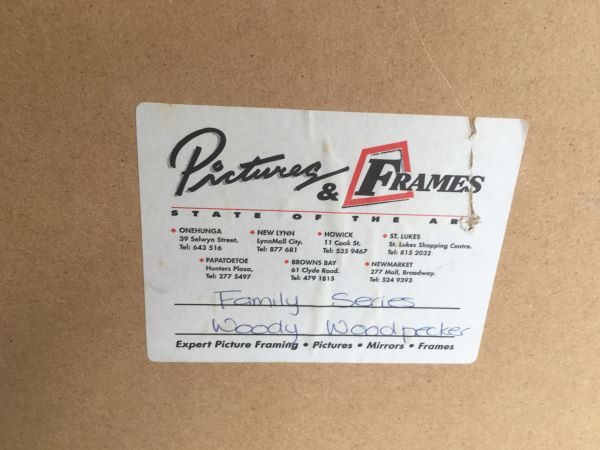 Pictures & FRAMES
STATE OF THE AR
ONEHUNGA
39 Selwyn Street.
Tel: 643 516
NEW LYNN
LynnMall City.
Tel: 877 681
HOWICK
11 Cook St.
Tel: 535 9467
ST. LUKES
St. Lukes Shopping Centre.
Tel: 815 2032
PAPATOETOE
Hunters Plaza,
Tel: 277 5497
BROWNS BAY
61 Clyde Road.
Tel: 479 1815
NEWMARKET
277 Mall, Broadway.
Tel: 524 9393
Family Series
Woody Woodpecker
Expert Picture Framing • Pictures • Mirrors • Frames